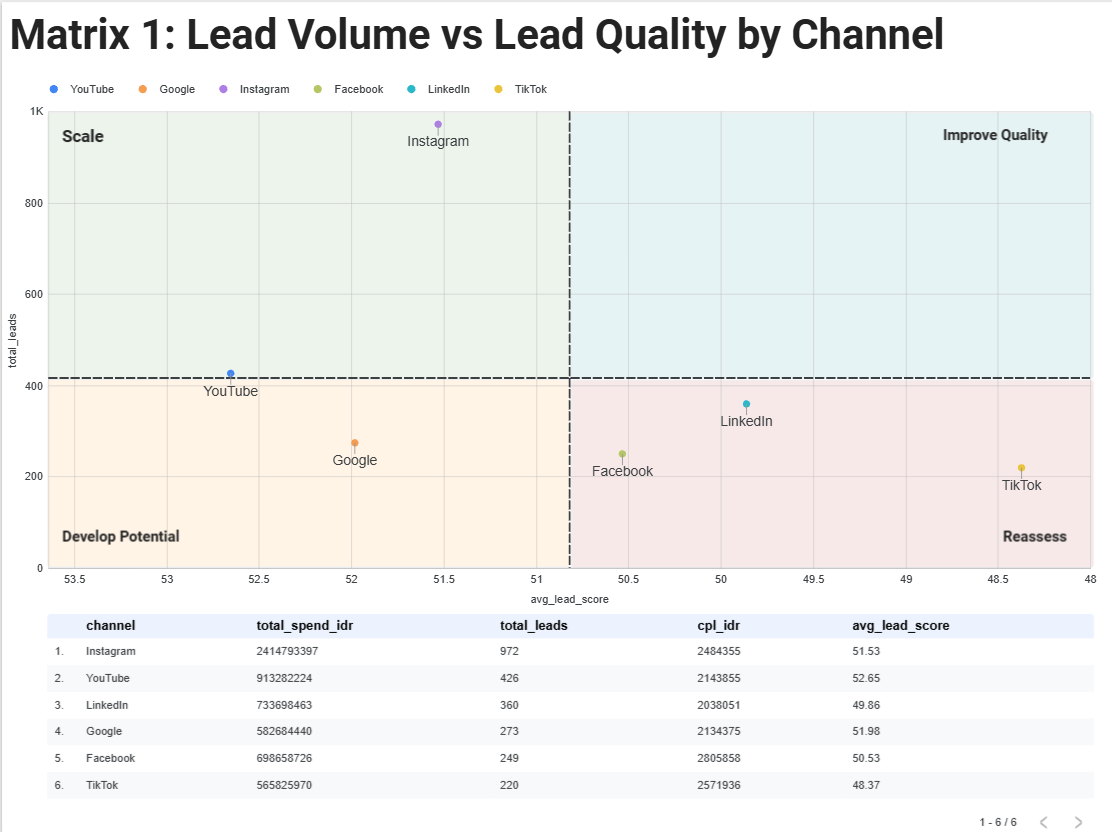 Matrix 1: Lead Volume vs Lead Quality by Channel
YouTube Google Instagram Facebook LinkedIn TikTok
1K
Scale
Improve Quality
Instagram
800
600
total_leads
400
YouTube
LinkedIn
Google
Facebook
200
TikTok
Develop Potential
Reassess
0
53.5 53 52.5 52 51.5 51 50.5 50 49.5 49 48.5 48
avg_lead_score
channel total_spend_idr total_leads cpl_idr avg_lead_score
1. Instagram 2414793397 972 2484355 51.53
2. YouTube 913282224 426 2143855 52.65
3. LinkedIn 733698463 360 2038051 49.86
4. Google 582684440 273 2134375 51.98
5. Facebook 698658726 249 2805858 50.53
6. TikTok 565825970 220 2571936 48.37
1 - 6 / 6